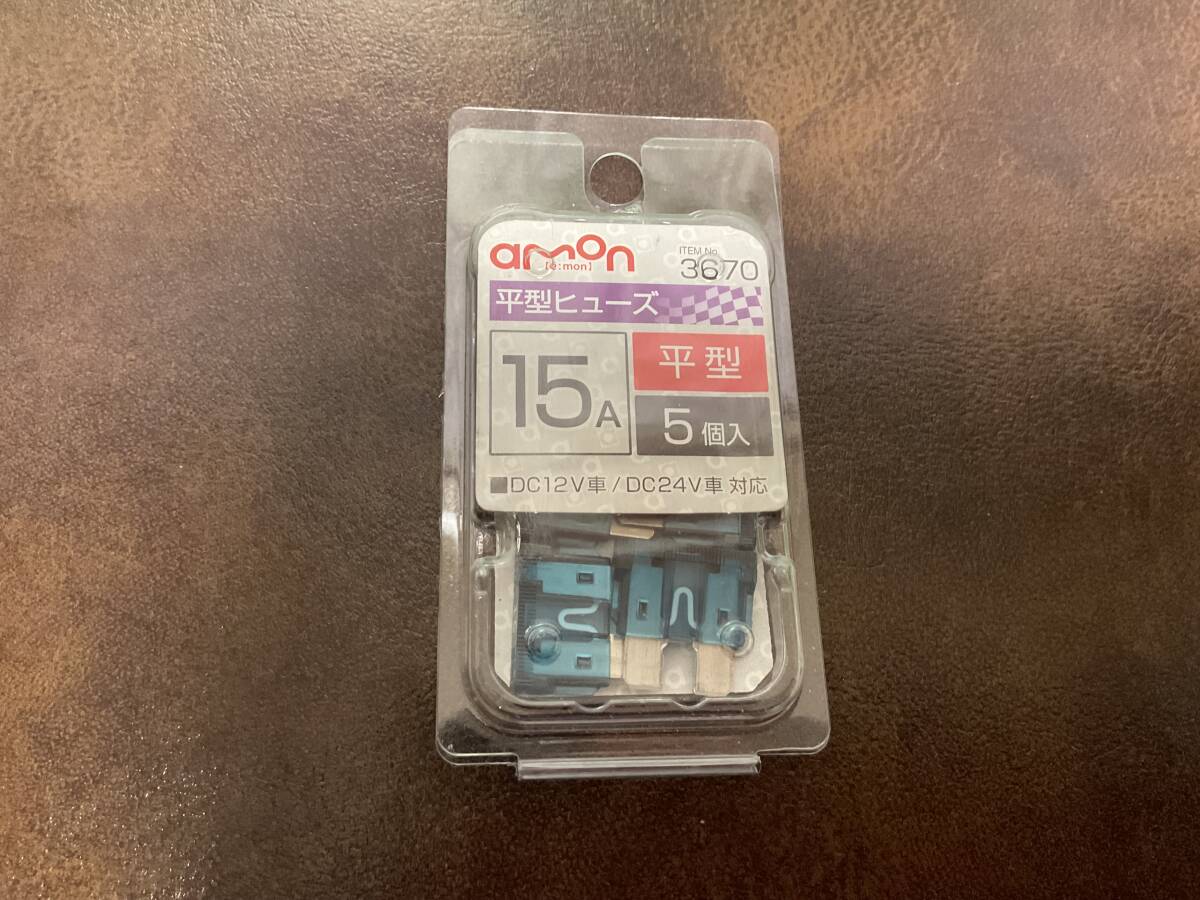 amon
[é:mon]
ITEM No.
3670
平型ヒューズ
15A
平型
5個入
■DC12V車/DC24V車 対応